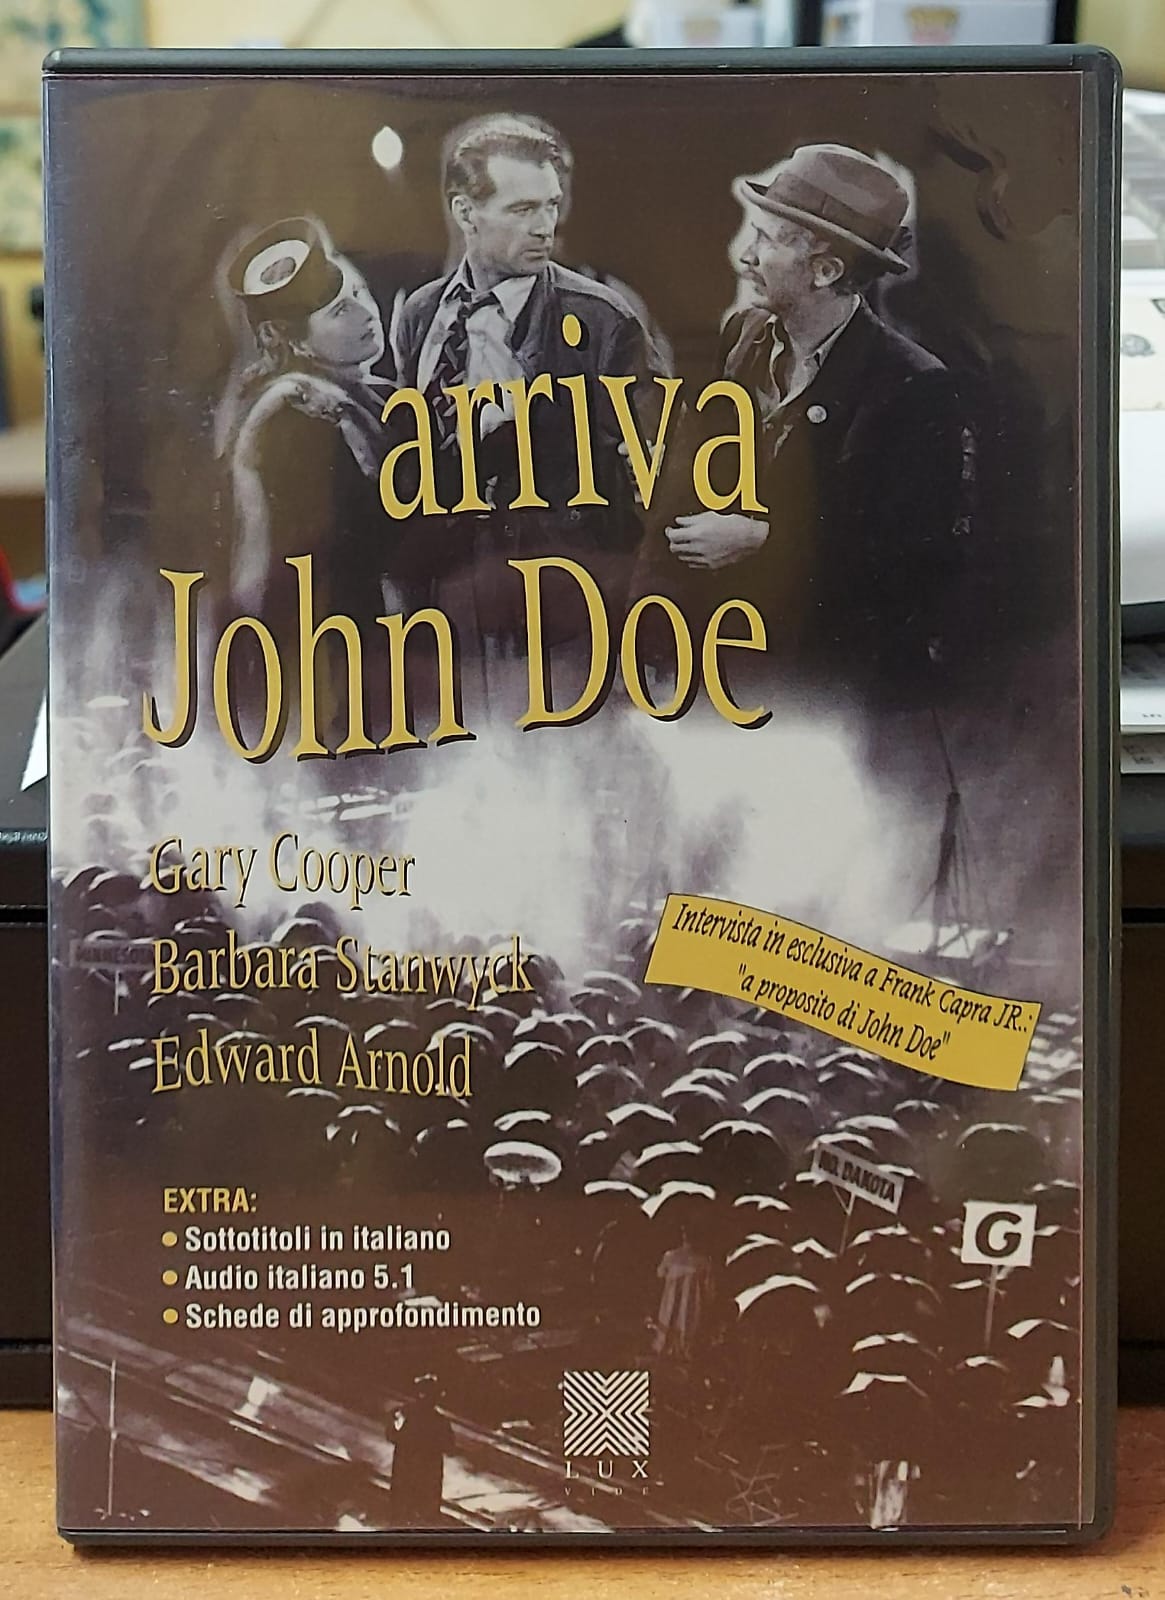 arriva
John Doe
Gary Cooper
Barbara Stanwyck
Edward Arnold
Intervista in esclusiva a Frank Capra JR.:
"a proposito di John Doe"
NO. DAKOTA
G
EXTRA:
• Sottotitoli in italiano
• Audio italiano 5.1
• Schede di approfondimento
LUX
VIDE